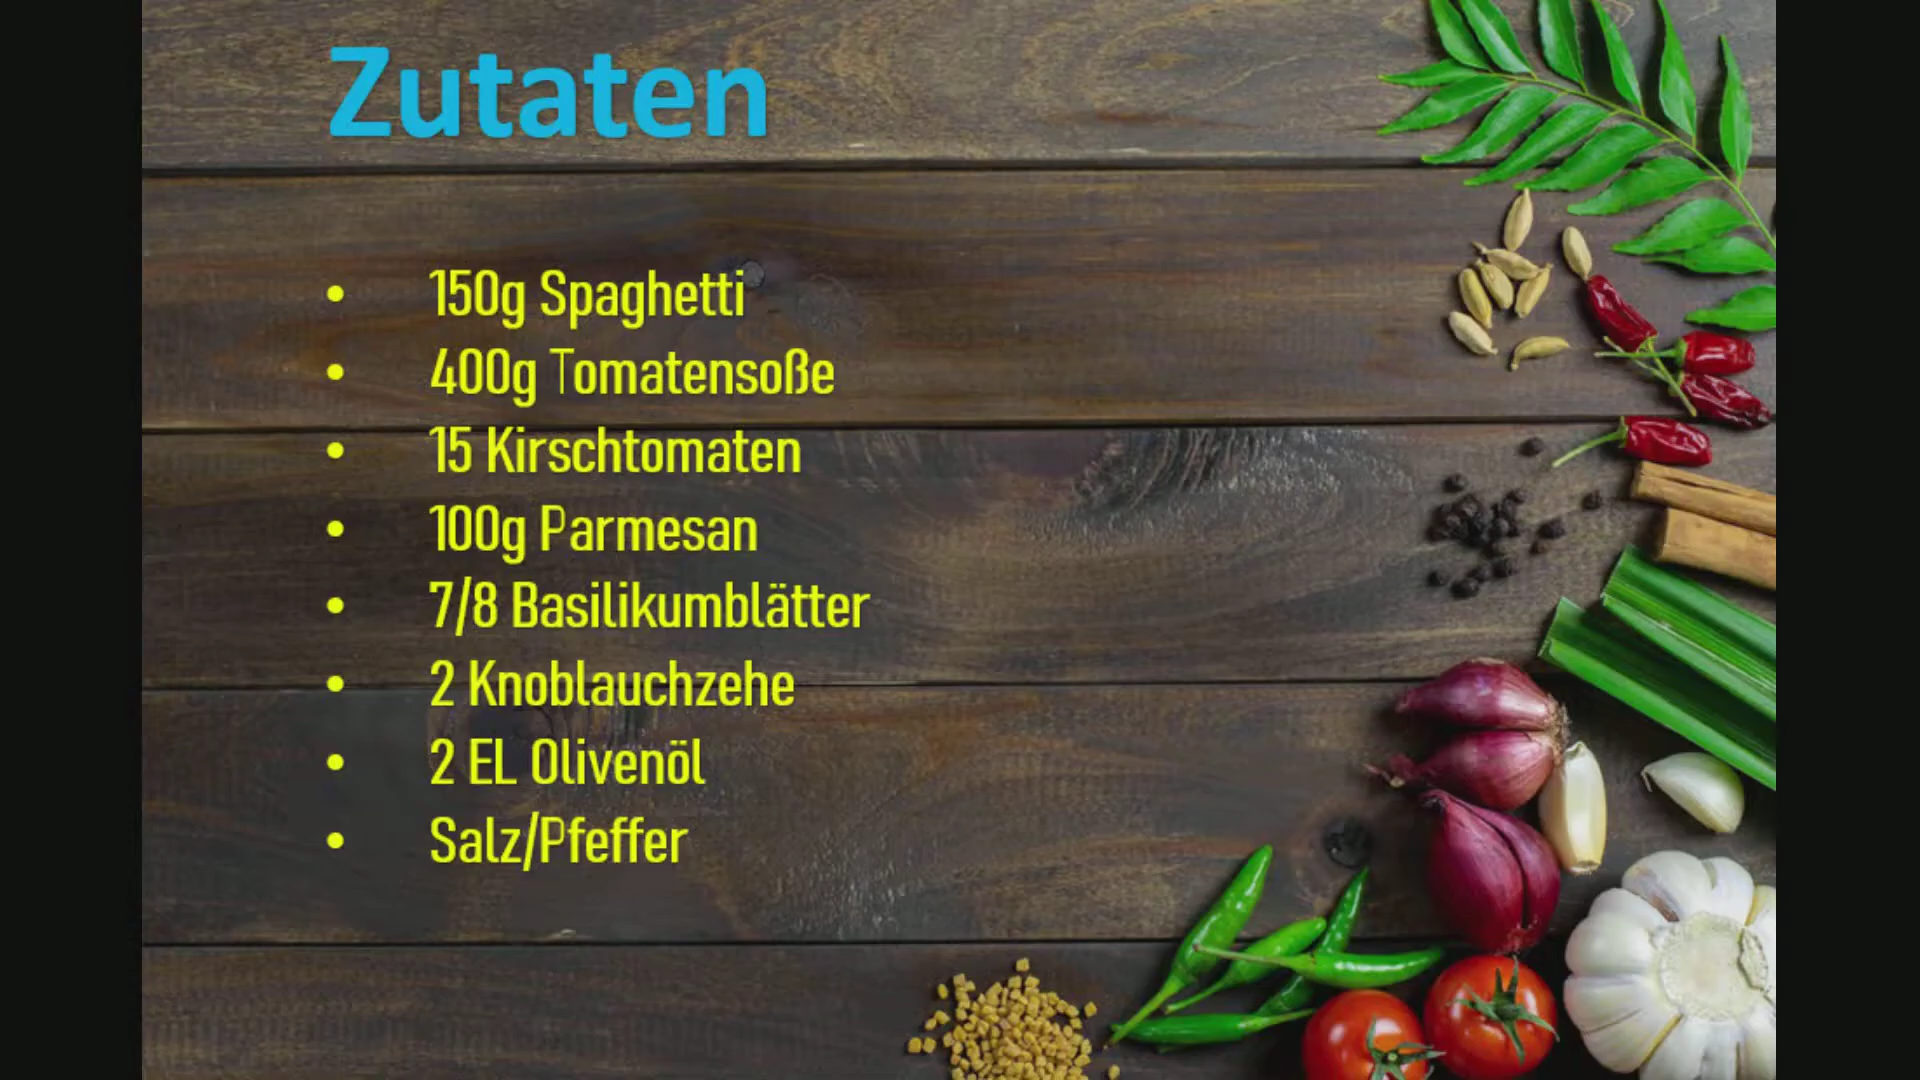 Zutaten
• 150g Spaghetti
• 400g Tomatensoße
• 15 Kirschtomaten
• 100g Parmesan
• 7/8 Basilikumblätter
• 2 Knoblauchzehe
• 2 EL Olivenöl
• Salz/Pfeffer